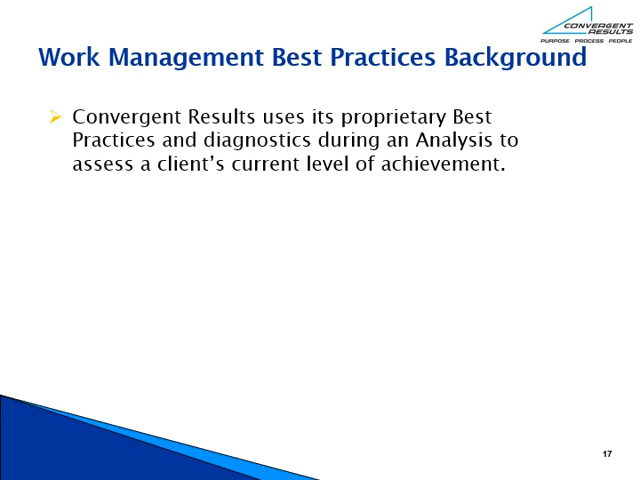 CONVERGENT
RESULTS
PURPOSE PROCESS PEOPLE
Work Management Best Practices Background
Convergent Results uses its proprietary Best
Practices and diagnostics during an Analysis to
assess a client’s current level of achievement.
17